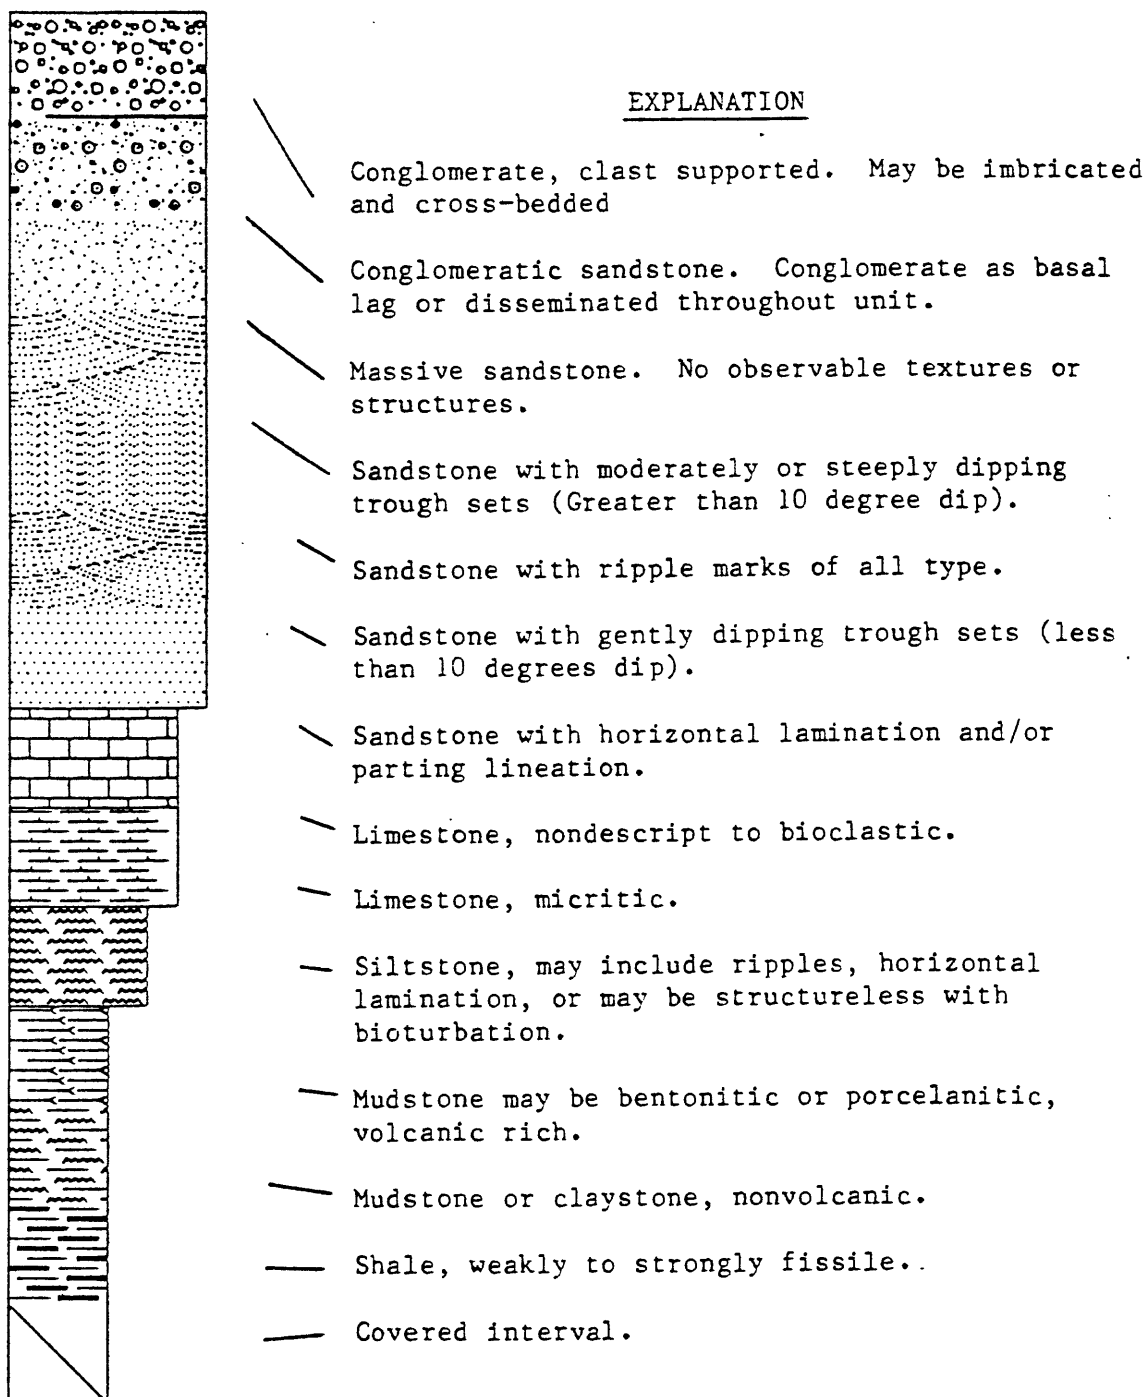 EXPLANATION
Conglomerate, clast supported. May be imbricated
and cross-bedded
Conglomeratic sandstone. Conglomerate as basal
lag or disseminated throughout unit.
Massive sandstone. No observable textures or
structures.
Sandstone with moderately or steeply dipping
trough sets (Greater than 10 degree dip).
Sandstone with ripple marks of all type.
Sandstone with gently dipping trough sets (less
than 10 degrees dip).
Sandstone with horizontal lamination and/or
parting lineation.
Limestone, nondescript to bioclastic.
Limestone, micritic.
Siltstone, may include ripples, horizontal
lamination, or may be structureless with
bioturbation.
Mudstone may be bentonitic or porcelanitic,
volcanic rich.
Mudstone or claystone, nonvolcanic.
Shale, weakly to strongly fissile.
Covered interval.